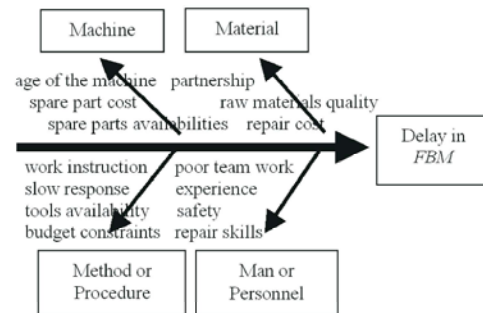 Machine
Material
age of the machine
partnership
spare part cost
raw materials quality
spare parts availabilities
repair cost
Delay in
FBM
work instruction
poor team work
slow response
experience
tools availability
safety
budget constraints
repair skills
Method or
Procedure
Man or
Personnel